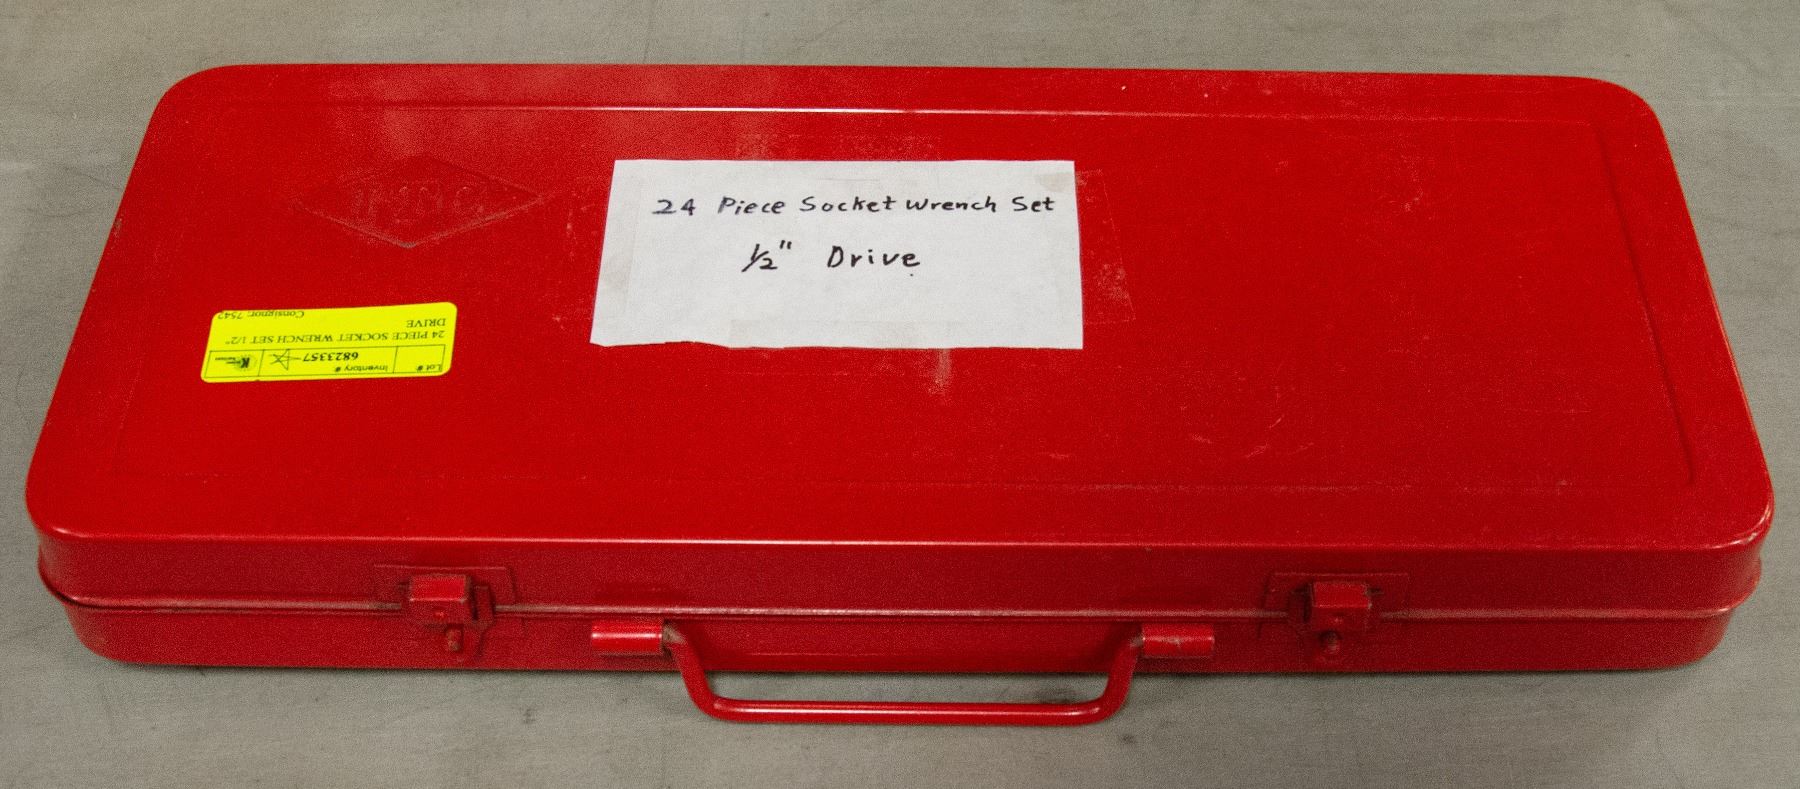 24 Piece Socket Wrench Set
1/2" Drive
Lot #: Inventory #
6823357
24 PIECE SOCKET WRENCH SET 1/2"
DRIVE
Consignor: 7542